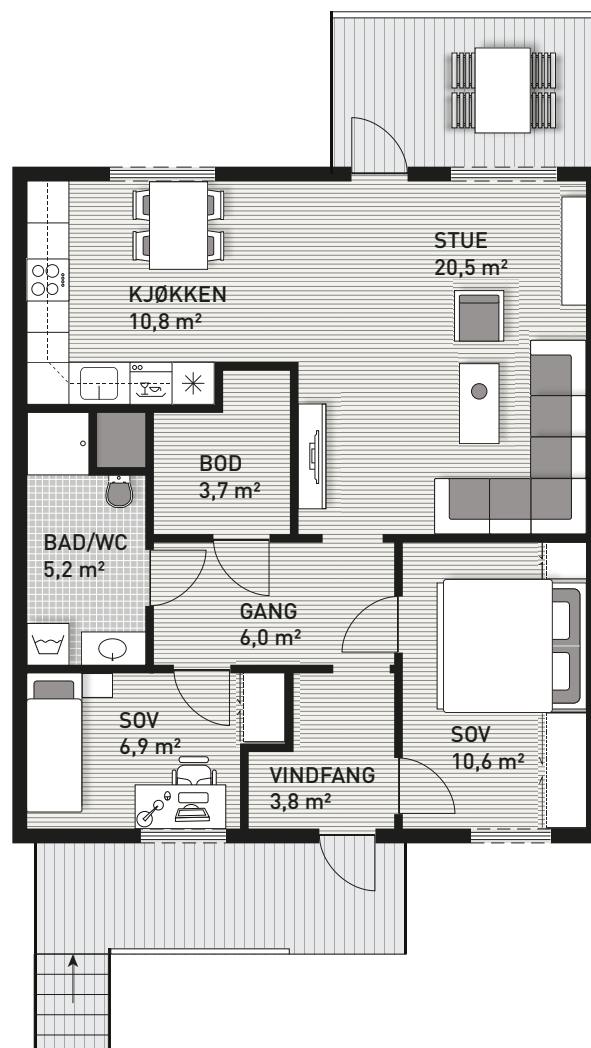 STUE
20,5 m²
KJØKKEN
10,8 m²
BOD
3,7 m²
BAD/WC
5,2 m²
GANG
6,0 m²
SOV
6,9 m²
SOV
10,6 m²
VINDFANG
3,8 m²